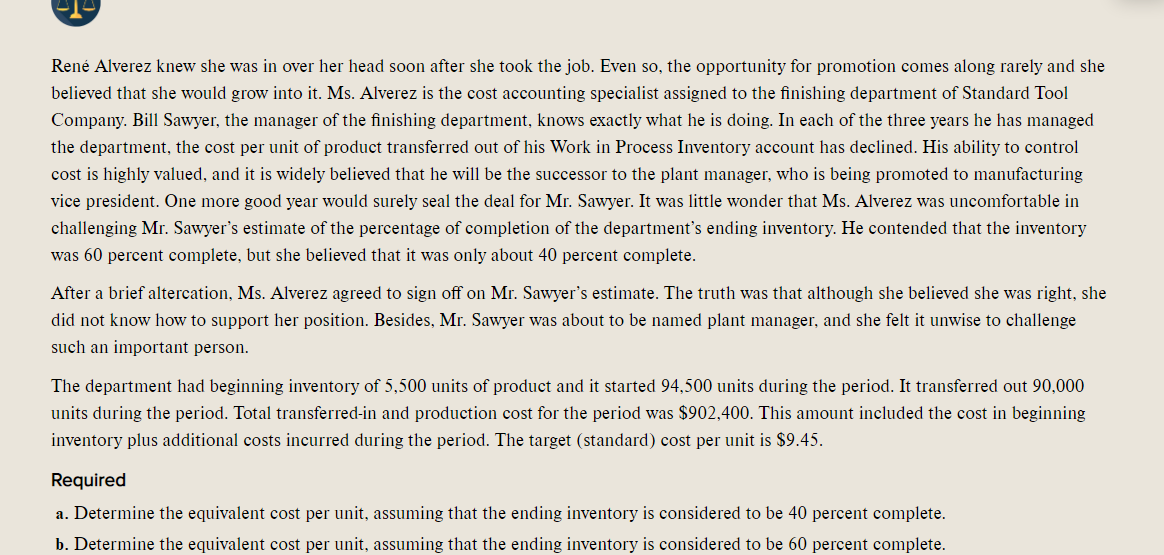 René Alverez knew she was in over her head soon after she took the job. Even so, the opportunity for promotion comes along rarely and she
believed that she would grow into it. Ms. Alverez is the cost accounting specialist assigned to the finishing department of Standard Tool
Company. Bill Sawyer, the manager of the finishing department, knows exactly what he is doing. In each of the three years he has managed
the department, the cost per unit of product transferred out of his Work in Process Inventory account has declined. His ability to control
cost is highly valued, and it is widely believed that he will be the successor to the plant manager, who is being promoted to manufacturing
vice president. One more good year would surely seal the deal for Mr. Sawyer. It was little wonder that Ms. Alverez was uncomfortable in
challenging Mr. Sawyer’s estimate of the percentage of completion of the department’s ending inventory. He contended that the inventory
was 60 percent complete, but she believed that it was only about 40 percent complete.
After a brief altercation, Ms. Alverez agreed to sign off on Mr. Sawyer’s estimate. The truth was that although she believed she was right, she
did not know how to support her position. Besides, Mr. Sawyer was about to be named plant manager, and she felt it unwise to challenge
such an important person.
The department had beginning inventory of 5,500 units of product and it started 94,500 units during the period. It transferred out 90,000
units during the period. Total transferred-in and production cost for the period was $902,400. This amount included the cost in beginning
inventory plus additional costs incurred during the period. The target (standard) cost per unit is $9.45.
Required
a. Determine the equivalent cost per unit, assuming that the ending inventory is considered to be 40 percent complete.
b. Determine the equivalent cost per unit, assuming that the ending inventory is considered to be 60 percent complete.